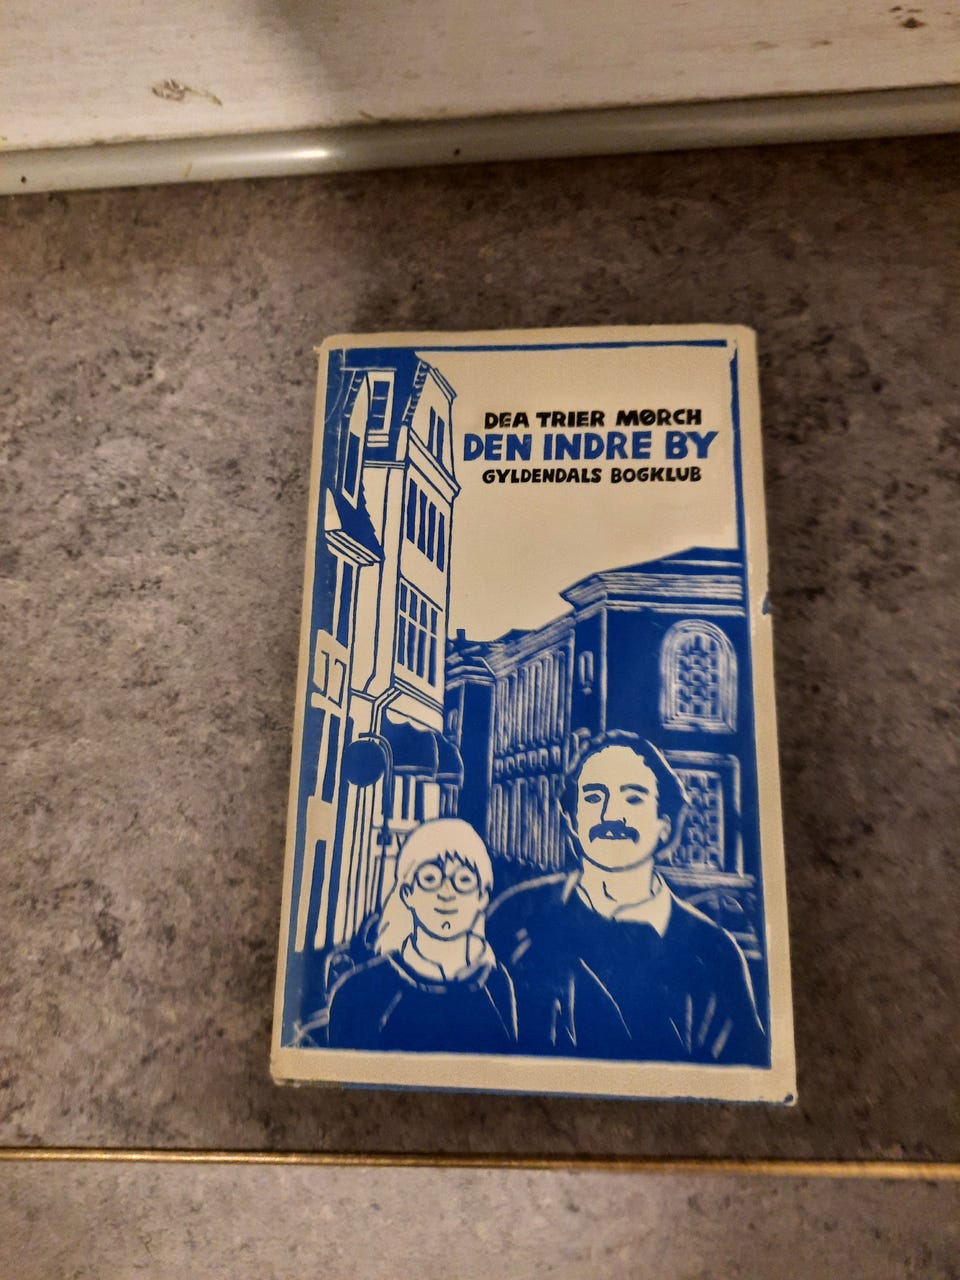 DEA TRIER MØRCH
DEN INDRE BY
GYLDENDALS BOGKLUB